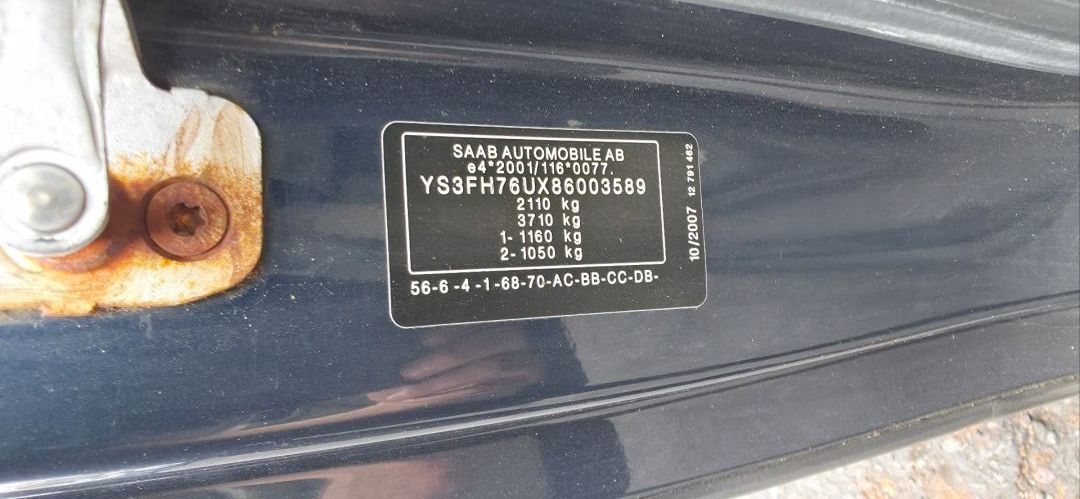 SAAB AUTOMOBILE AB
e4*2001/116*0077.
YS3FH76UX86003589
2110 kg
3710 kg
1- 1160 kg
2- 1050 kg
56-6-4-1-68-70-AC-BB-CC-DB-
10/2007 12 791 462